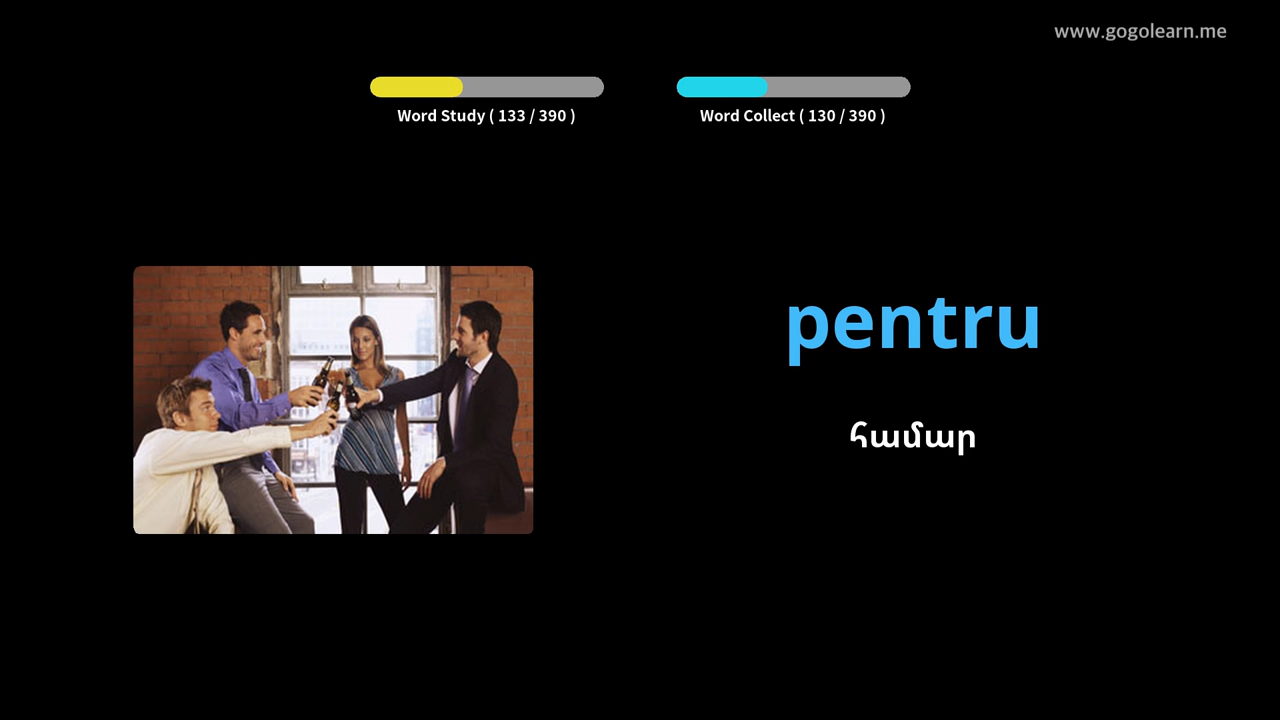 www.gogolearn.me
Word Study ( 133 / 390 )
Word Collect ( 130 / 390 )
pentru
համար